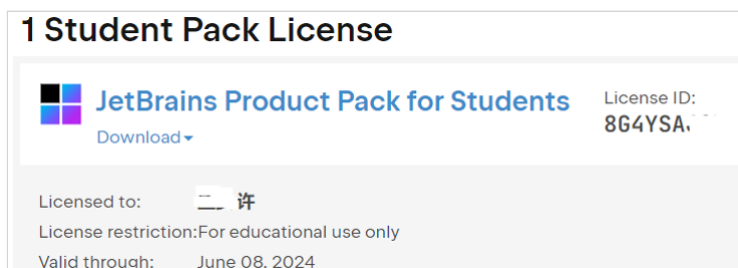 1 Student Pack License
JetBrains Product Pack for Students
Download
License ID:
8G4YSA
Licensed to: 许
License restriction:For educational use only
Valid through: June 08, 2024